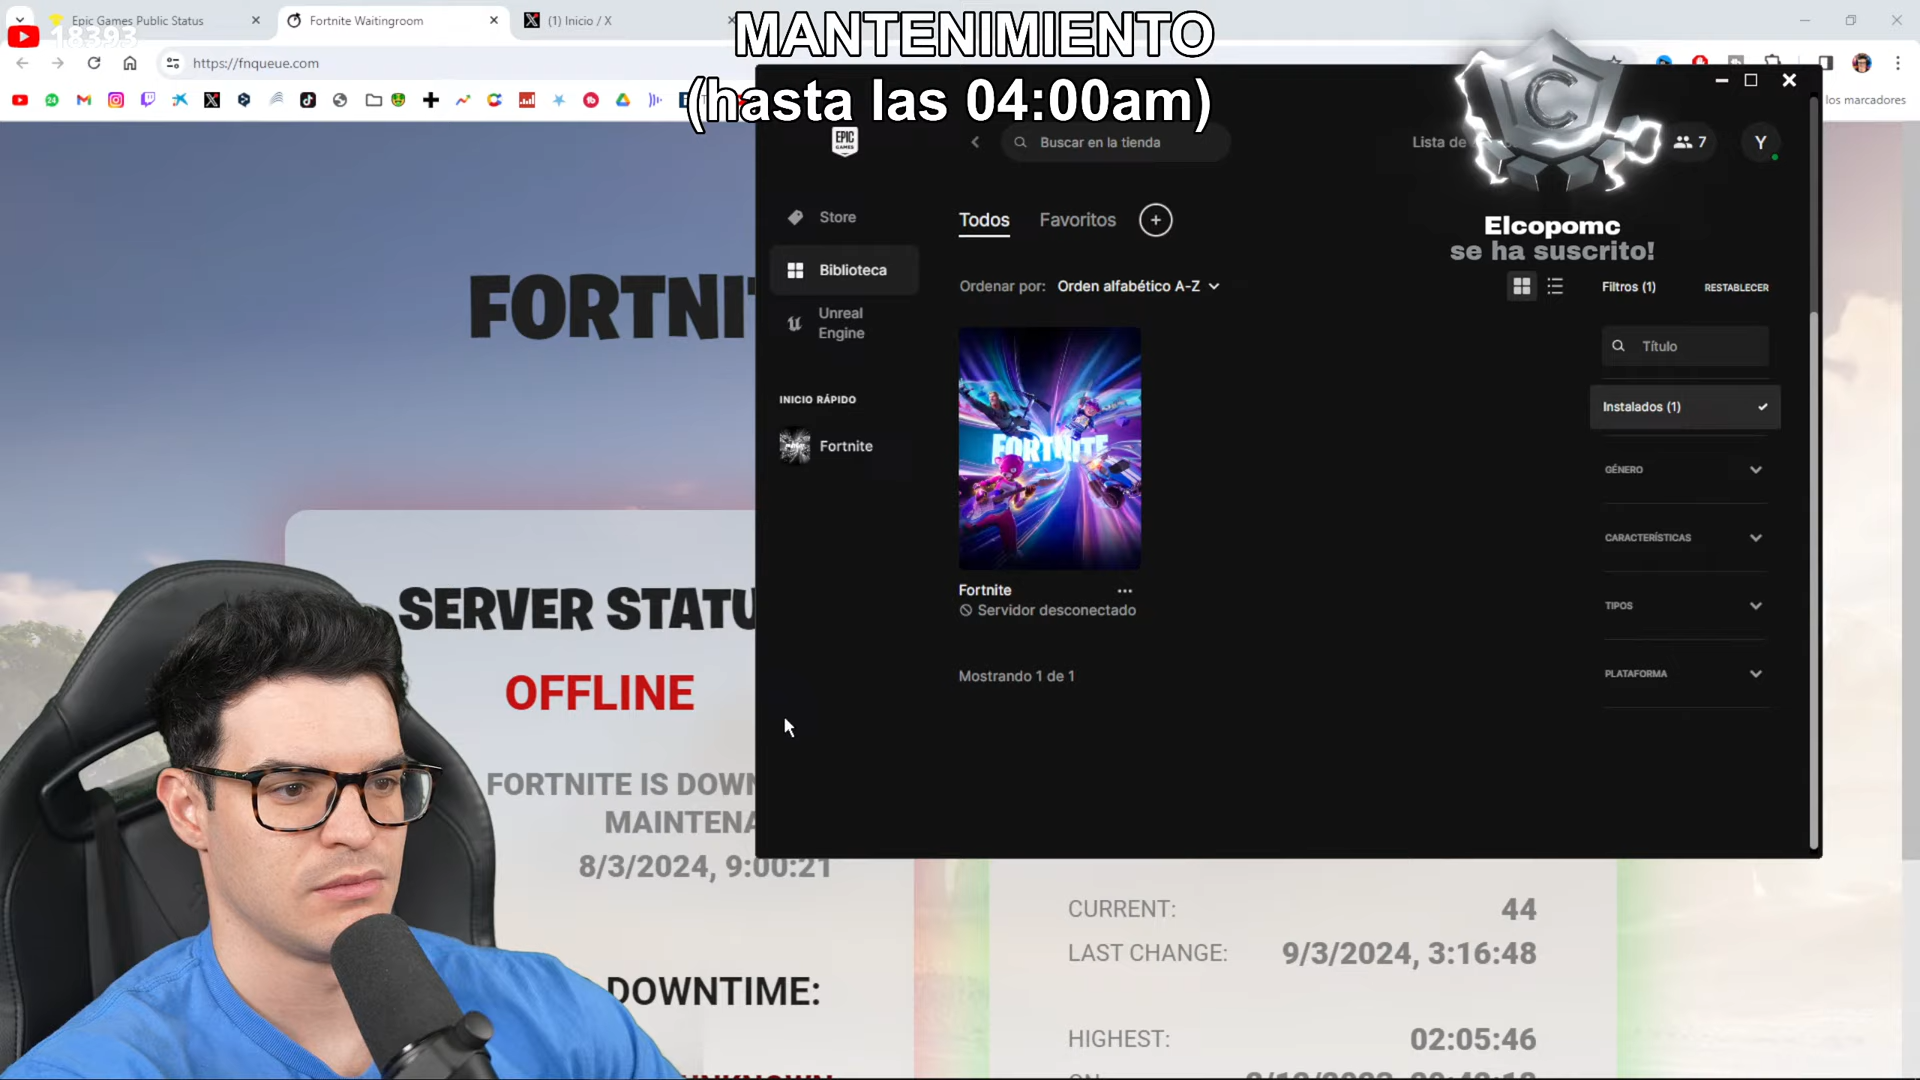 Epic Games Public Status
Fortnite Waitingroom
(1) Inicio / X
18393
MANTENIMIENTO
(hasta las 04:00am)
https://fnqueue.com
los marcadores
EPIC
GAMES
Buscar en la tienda
Lista de
7
Y
C
Elcopomc
se ha suscrito!
Store
Biblioteca
Unreal
Engine
INICIO RÁPIDO
Fortnite
Todos
Favoritos
Ordenar por: Orden alfabético A-Z
Filtros (1)
RESTABLECER
Título
Instalados (1)
GÉNERO
CARACTERÍSTICAS
TIPOS
PLATAFORMA
FORTNITE
Fortnite
Servidor desconectado
Mostrando 1 de 1
FORTNI
SERVER STATU
OFFLINE
FORTNITE IS DOWN
MAINTENA
8/3/2024, 9:00:21
DOWNTIME:
CURRENT: 44
LAST CHANGE: 9/3/2024, 3:16:48
HIGHEST: 02:05:46